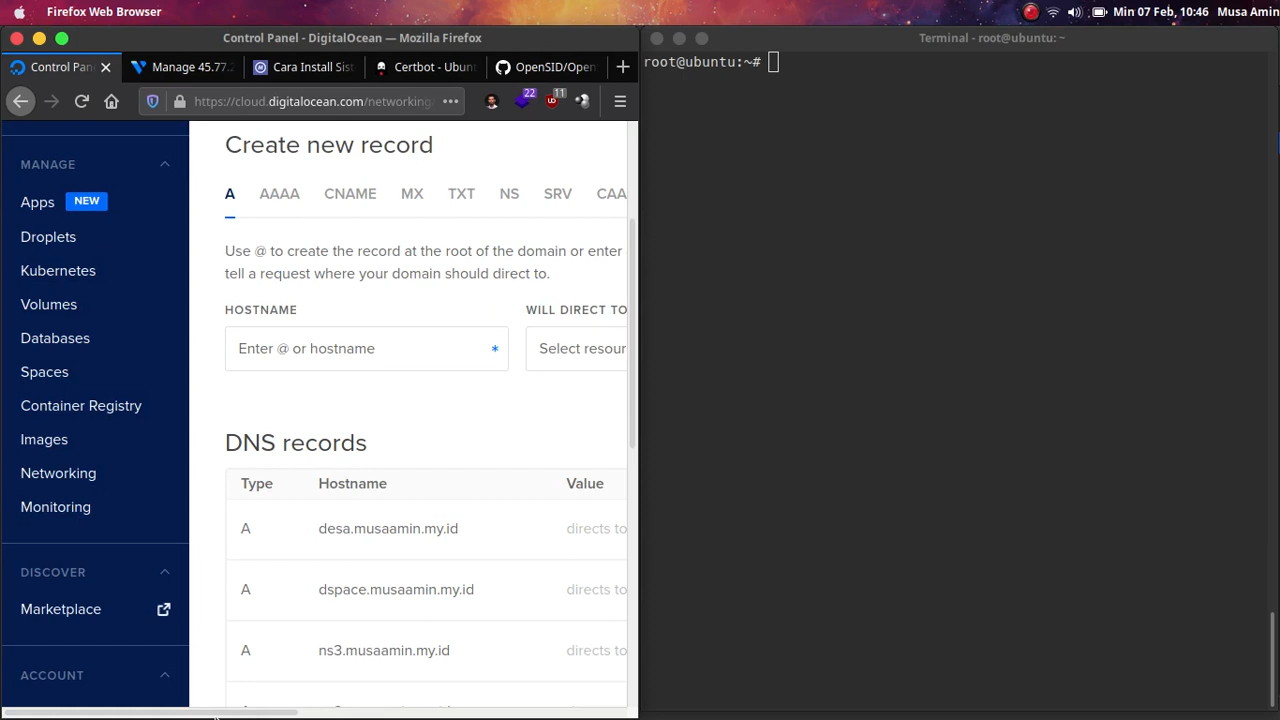 Firefox Web Browser
Min 07 Feb, 10:46 Musa Amin
Control Panel - DigitalOcean — Mozilla Firefox
Terminal - root@ubuntu: ~
Control Pan
Manage 45.77.2
Cara Install Sist
Certbot - Ubunt
OpenSID/Open
root@ubuntu:~#
https://cloud.digitalocean.com/networking
22
11
UD
MANAGE
Apps NEW
Droplets
Kubernetes
Volumes
Databases
Spaces
Container Registry
Images
Networking
Monitoring
DISCOVER
Marketplace
ACCOUNT
Create new record
A AAAA CNAME MX TXT NS SRV CAA
Use @ to create the record at the root of the domain or enter
tell a request where your domain should direct to.
HOSTNAME WILL DIRECT TO
Enter @ or hostname * Select resour
DNS records
Type Hostname Value
A desa.musaamin.my.id directs to
A dspace.musaamin.my.id directs to
A ns3.musaamin.my.id directs to